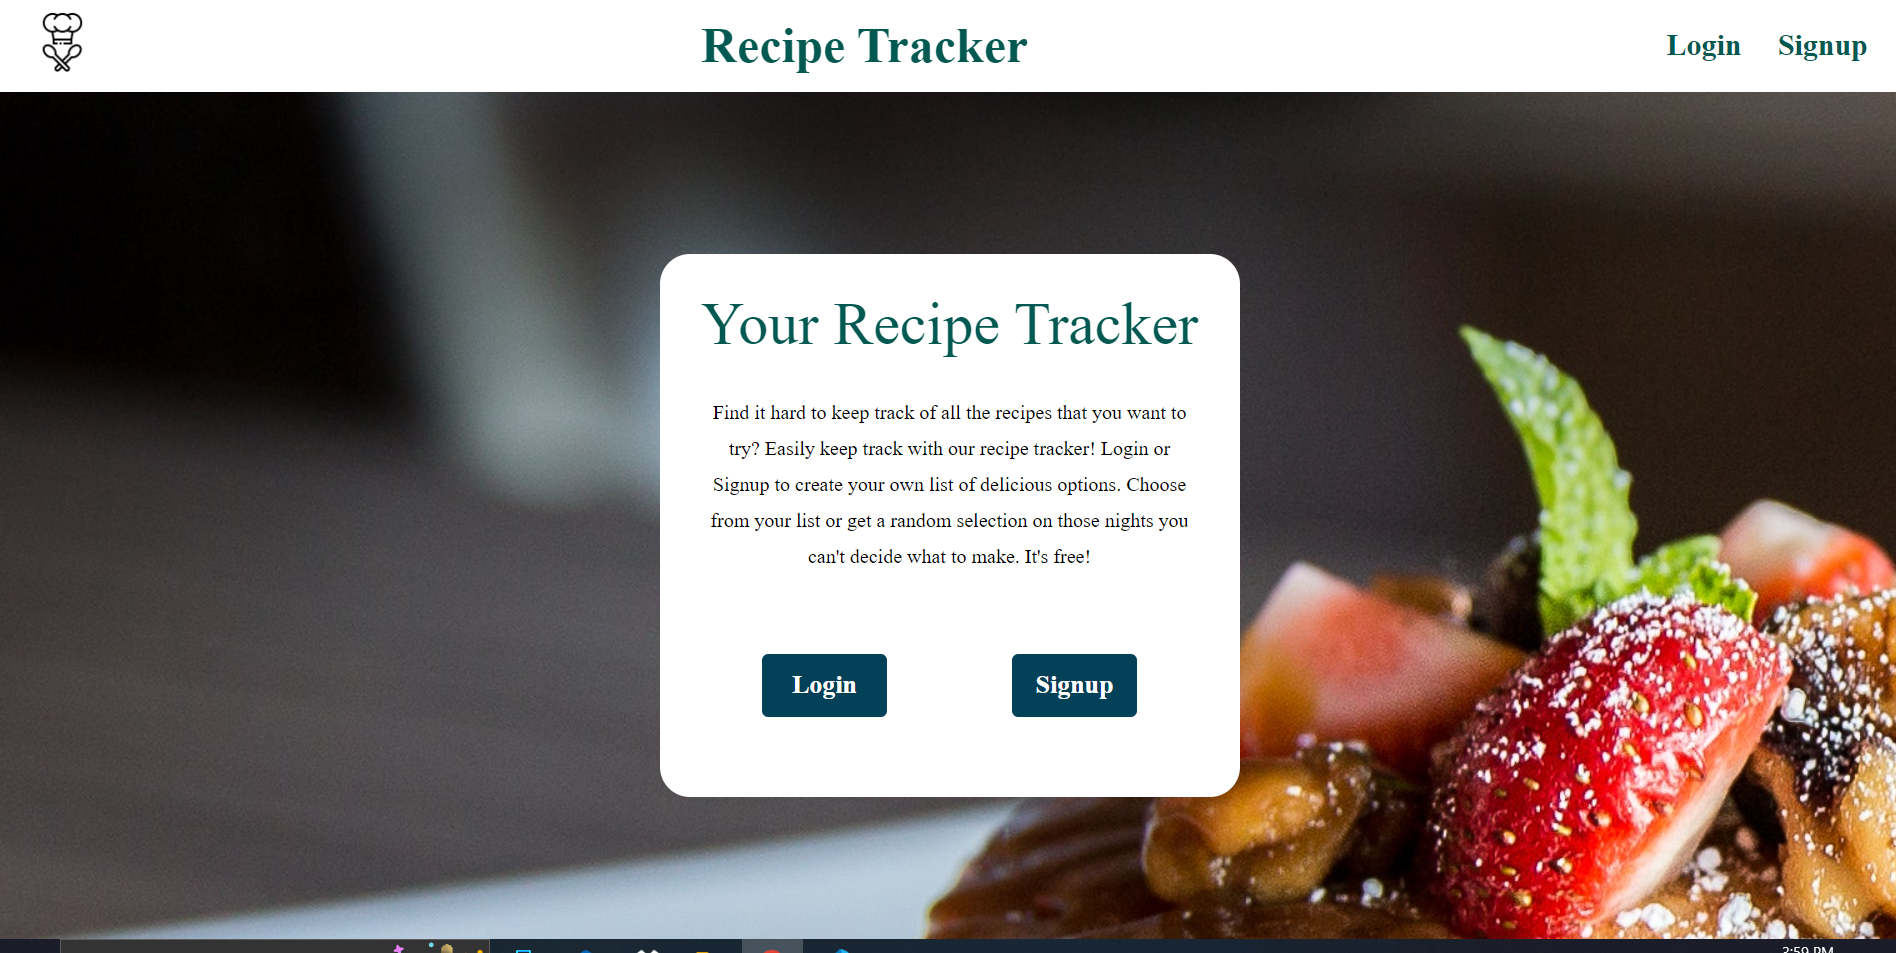 Recipe Tracker
Login Signup
Your Recipe Tracker
Find it hard to keep track of all the recipes that you want to
try? Easily keep track with our recipe tracker! Login or
Signup to create your own list of delicious options. Choose
from your list or get a random selection on those nights you
can't decide what to make. It's free!
Login Signup
3:59 PM